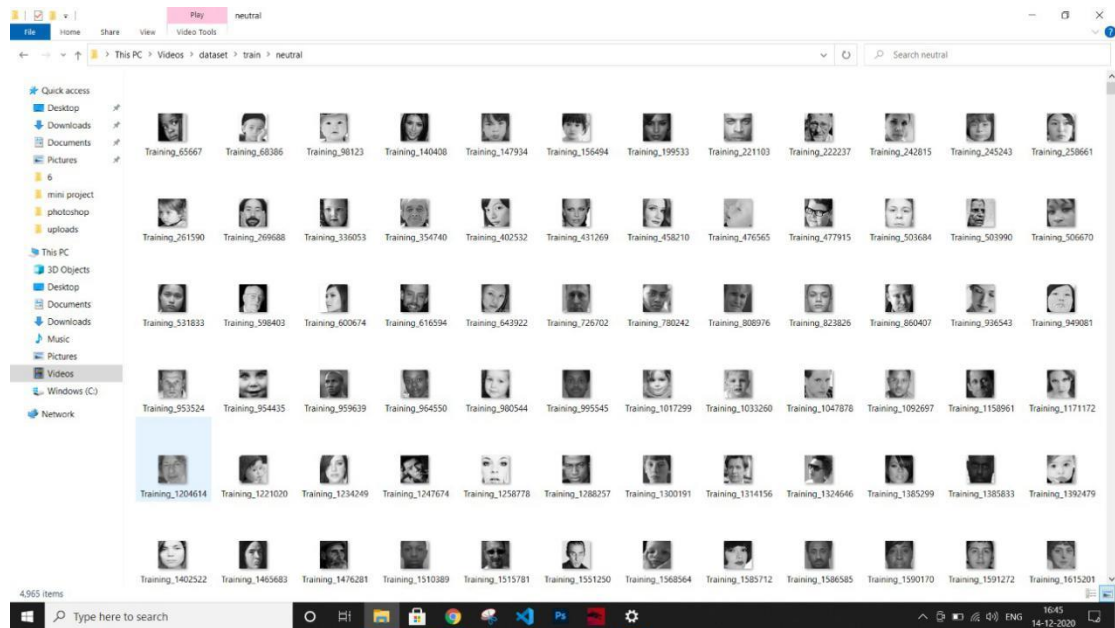 Play neutral
File Home Share View Video Tools
This PC > Videos > dataset > train > neutral
Search neutral
Quick access
Desktop
Downloads
Documents
Pictures
6
mini project
photoshop
uploads
This PC
3D Objects
Desktop
Documents
Downloads
Music
Pictures
Videos
Windows (C:)
Network
Training_65667 Training_68386 Training_98123 Training_140408 Training_147934 Training_156494 Training_199533 Training_221103 Training_222237 Training_242815 Training_245243 Training_258661
Training_261590 Training_269688 Training_336053 Training_354740 Training_402532 Training_431269 Training_458210 Training_476565 Training_477915 Training_503684 Training_503990 Training_506670
Training_531833 Training_598403 Training_600674 Training_616594 Training_643922 Training_726702 Training_780242 Training_808976 Training_823826 Training_860407 Training_936543 Training_949081
Training_953524 Training_954435 Training_959639 Training_964550 Training_980544 Training_995545 Training_1017299 Training_1033260 Training_1047878 Training_1092697 Training_1158961 Training_1171172
Training_1204614 Training_1221020 Training_1234249 Training_1247674 Training_1258778 Training_1288257 Training_1300191 Training_1314156 Training_1324646 Training_1385299 Training_1385833 Training_1392479
Training_1402522 Training_1465683 Training_1476281 Training_1510389 Training_1515781 Training_1551250 Training_1568564 Training_1585712 Training_1586585 Training_1590170 Training_1591272 Training_1615201
4,965 items
Type here to search
Ps
ENG
16:45
14-12-2020